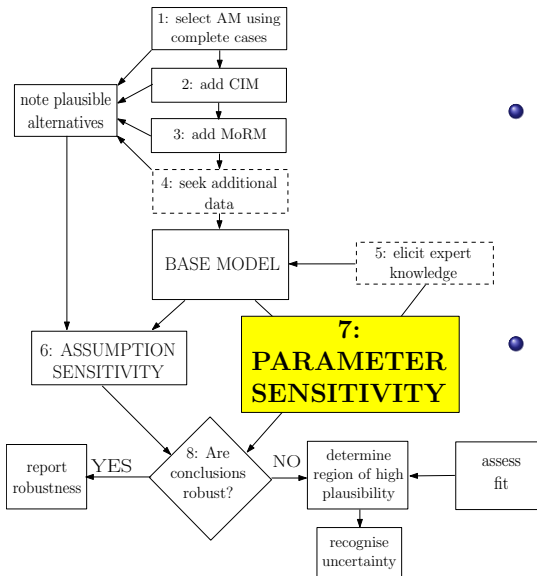 1: select AM using
complete cases
2: add CIM
note plausible
alternatives
3: add MoRM
4: seek additional
data
BASE MODEL
5: elicit expert
knowledge
6: ASSUMPTION
SENSITIVITY
7:
PARAMETER
SENSITIVITY
8: Are
conclusions
robust?
YES
NO
report
robustness
determine
region of high
plausibility
assess
fit
recognise
uncertainty